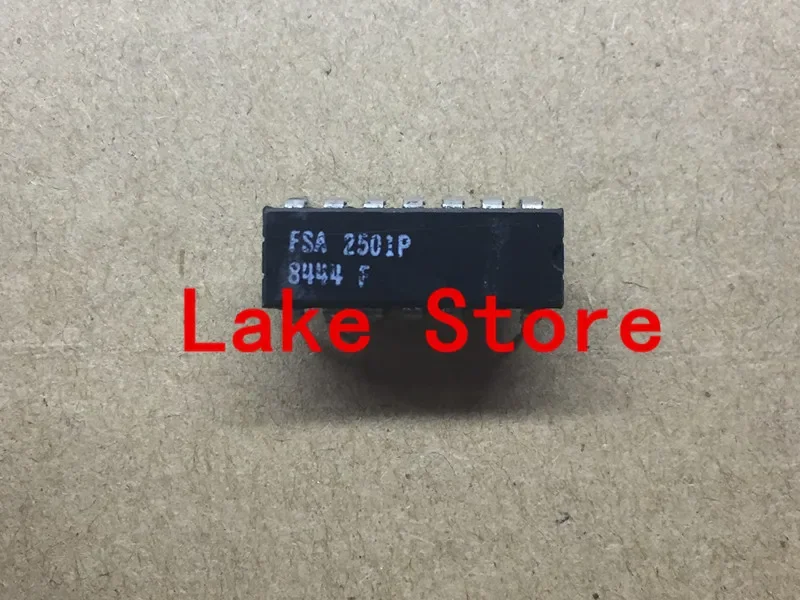 FSA 2501P
8444 F
Lake Store